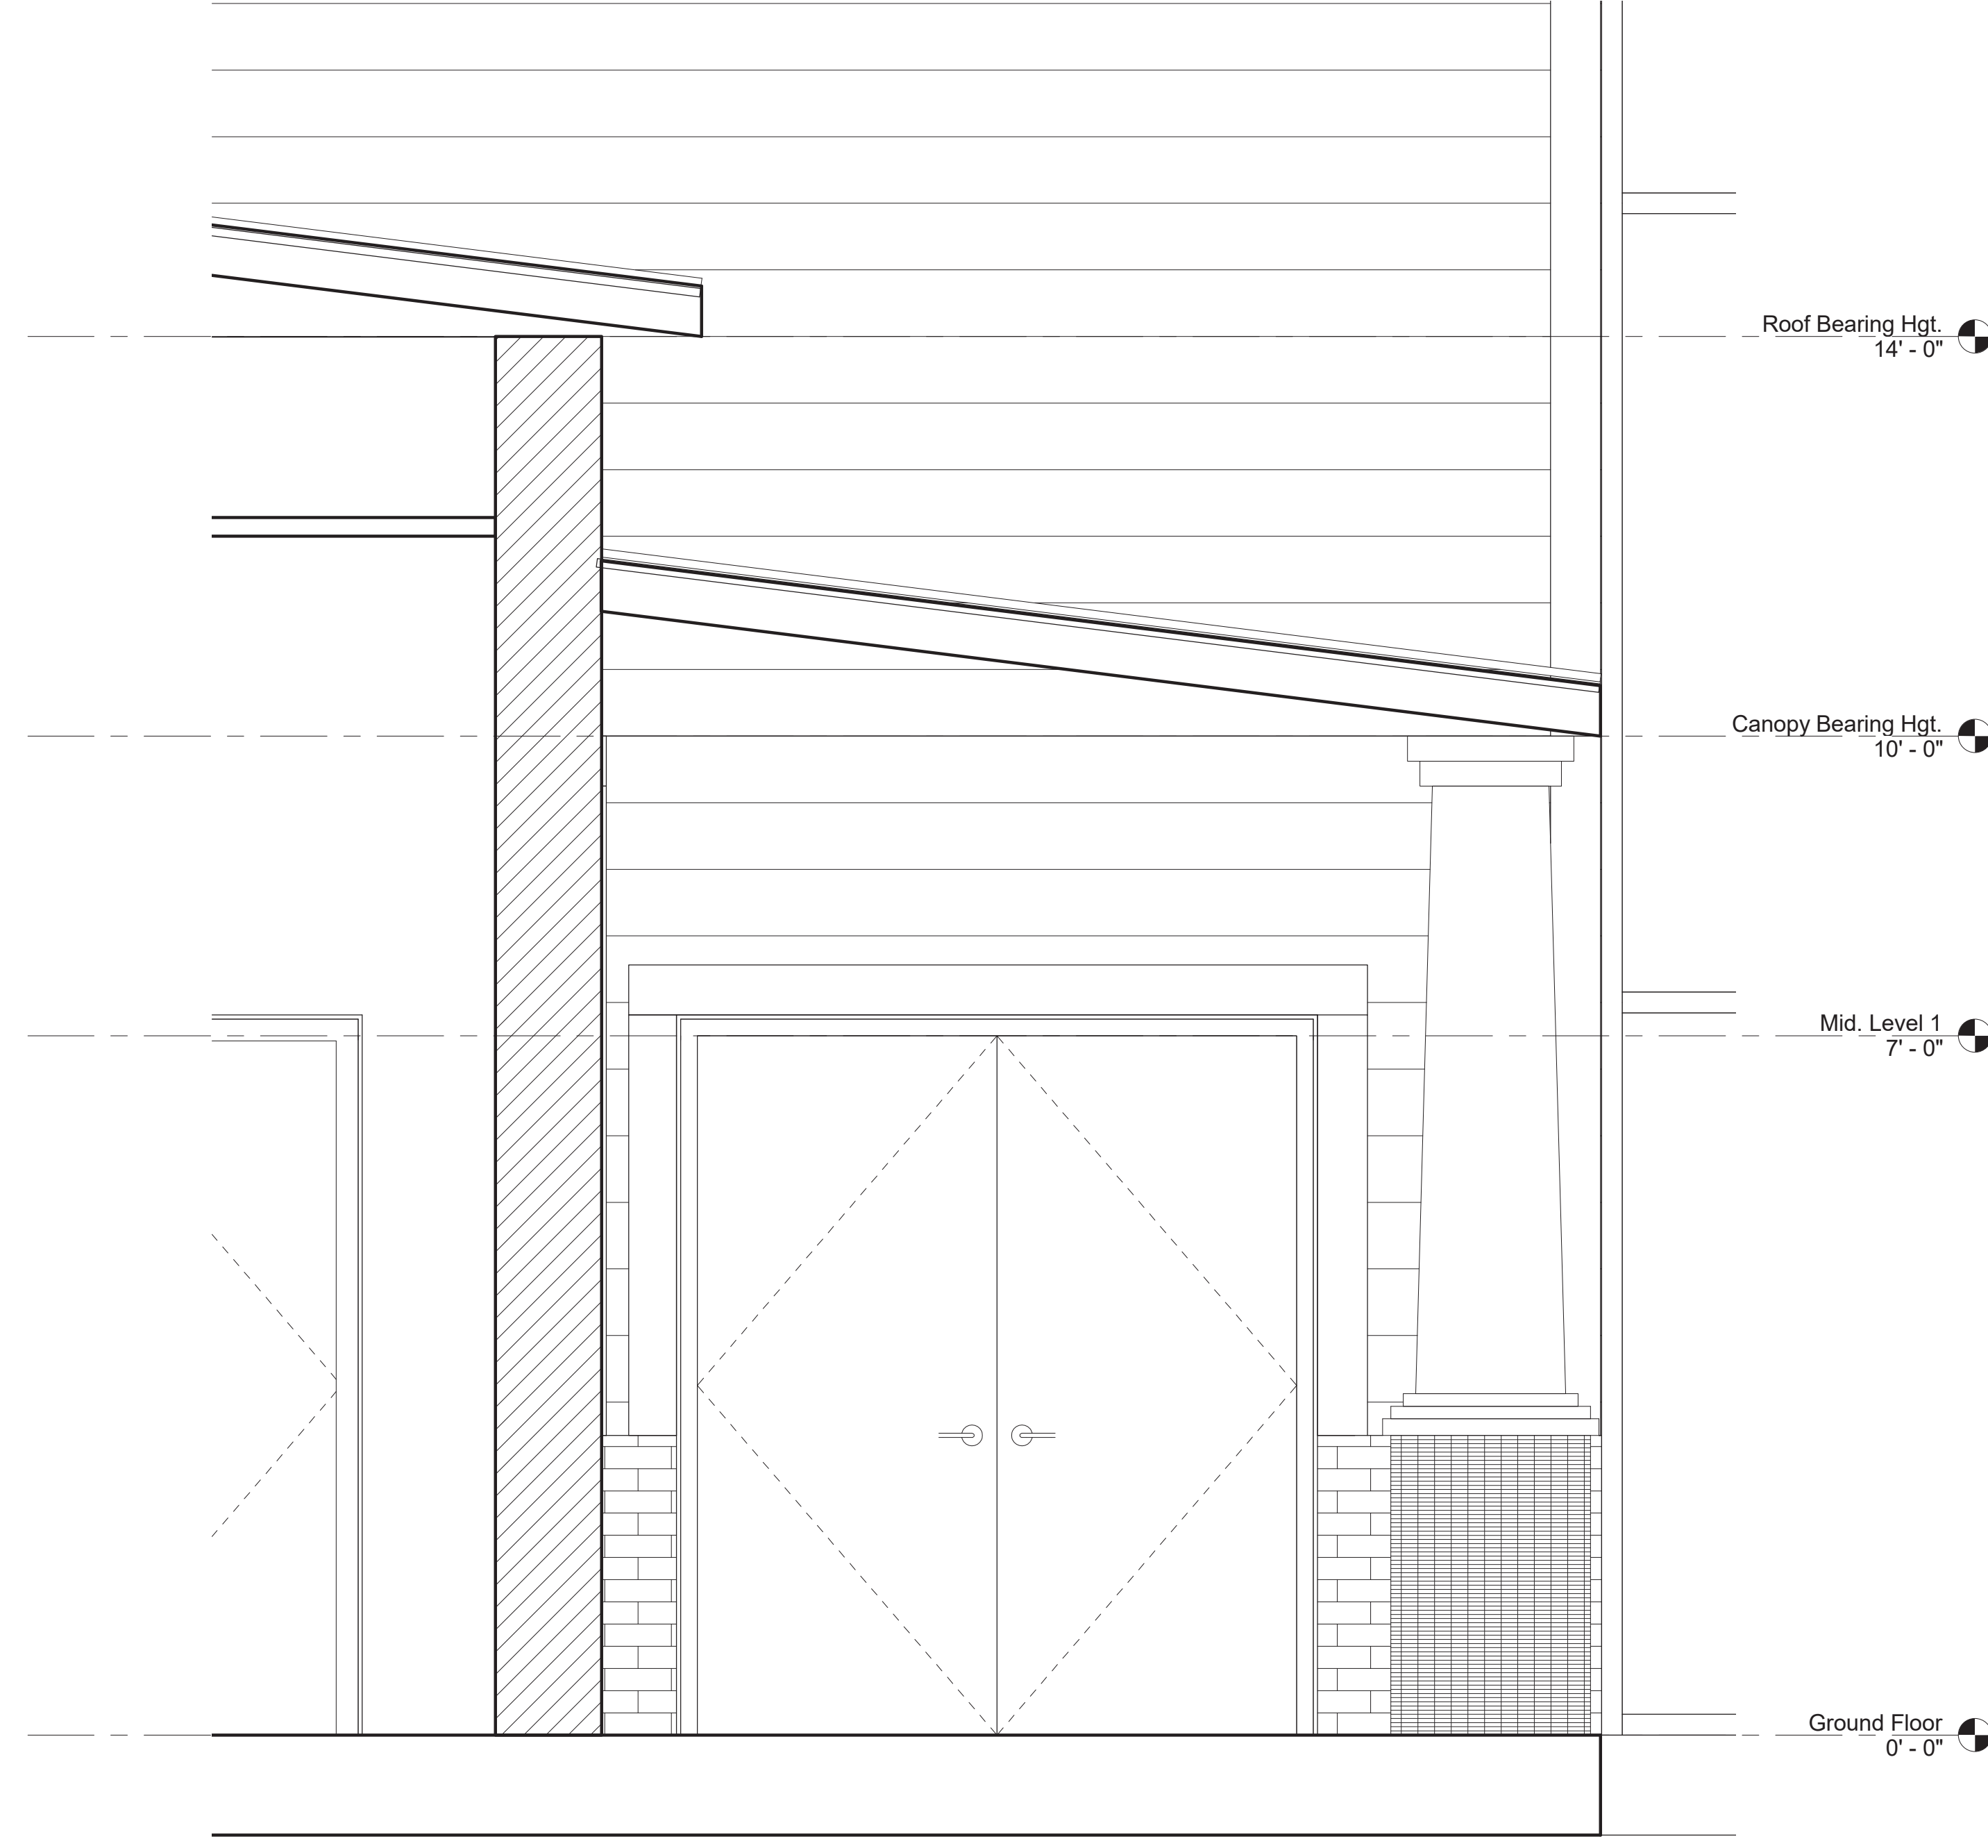 Roof Bearing Hgt.
14' - 0"
Canopy Bearing Hgt.
10' - 0"
Mid. Level 1
7' - 0"
Ground Floor
0' - 0"